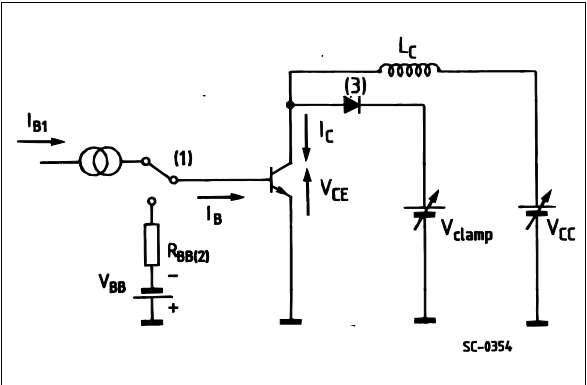 L_C
(3)
I_B1
(1)
I_C
V_CE
I_B
R_BB(2)
V_BB
−
+
V_clamp
V_CC
SC-0354